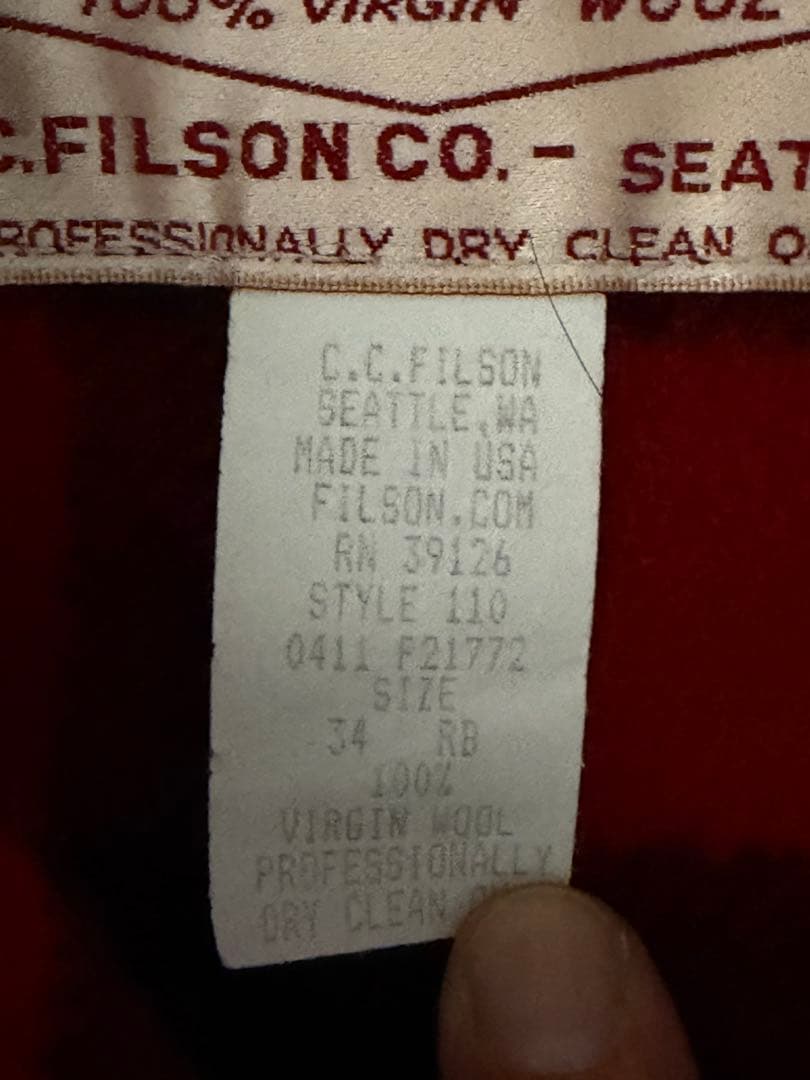 100% VIRGIN WOOL
C.FILSON CO. - SEAT
PROFESSIONALLY DRY CLEAN O
C.C.FILSON
SEATTLE,WA
MADE IN USA
FILSON.COM
RN 39126
STYLE 110
0411 F21772
SIZE
34 RB
100%
VIRGIN WOOL
PROFESSIONALLY
DRY CLEAN